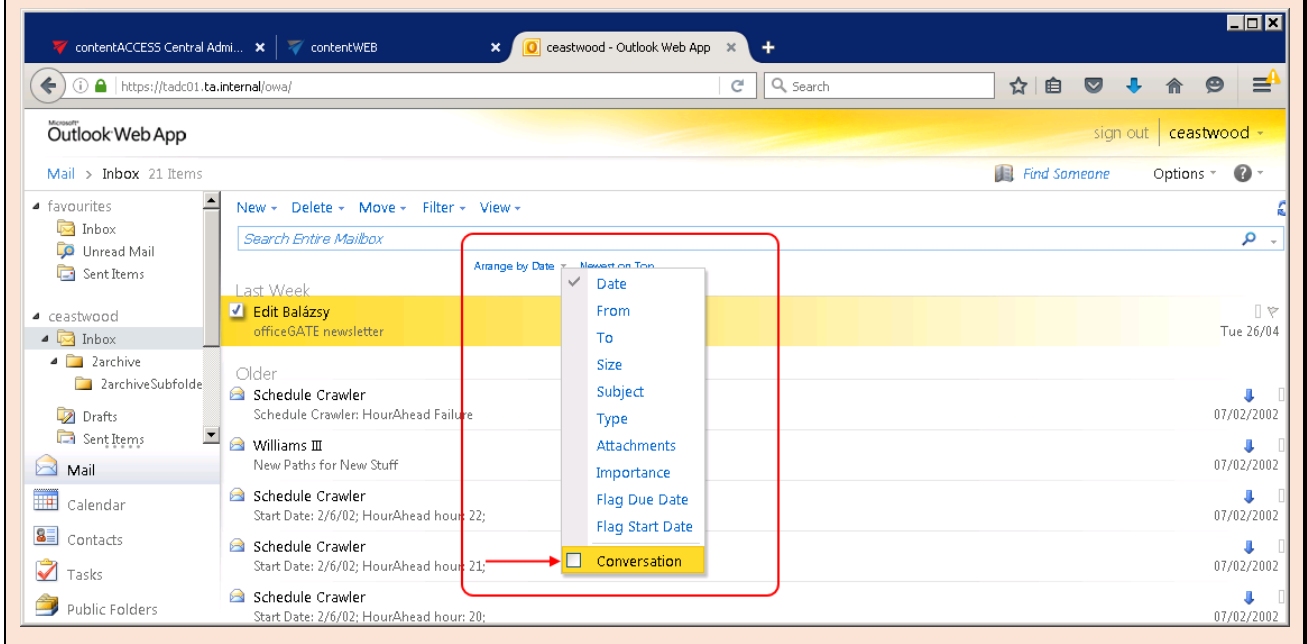 contentACCESS Central Admi...
contentWEB
ceastwood - Outlook Web App
https://tadc01.ta.internal/owa/
Search
Microsoft®
Outlook Web App
sign out
ceastwood
Mail > Inbox 21 Items
Find Someone
Options
favourites
Inbox
Unread Mail
Sent Items
ceastwood
Inbox
2archive
2archiveSubfolde
Drafts
Sent Items
Mail
Calendar
Contacts
Tasks
Public Folders
New Delete Move Filter View
Search Entire Mailbox
Arrange by Date Newest on Top
Last Week
Edit Balázsy
officeGATE newsletter
Tue 26/04
Older
Schedule Crawler
Schedule Crawler: HourAhead Failure
07/02/2002
Williams III
New Paths for New Stuff
07/02/2002
Schedule Crawler
Start Date: 2/6/02; HourAhead hour: 22;
07/02/2002
Schedule Crawler
Start Date: 2/6/02; HourAhead hour: 21;
07/02/2002
Schedule Crawler
Start Date: 2/6/02; HourAhead hour: 20;
07/02/2002
Date
From
To
Size
Subject
Type
Attachments
Importance
Flag Due Date
Flag Start Date
Conversation